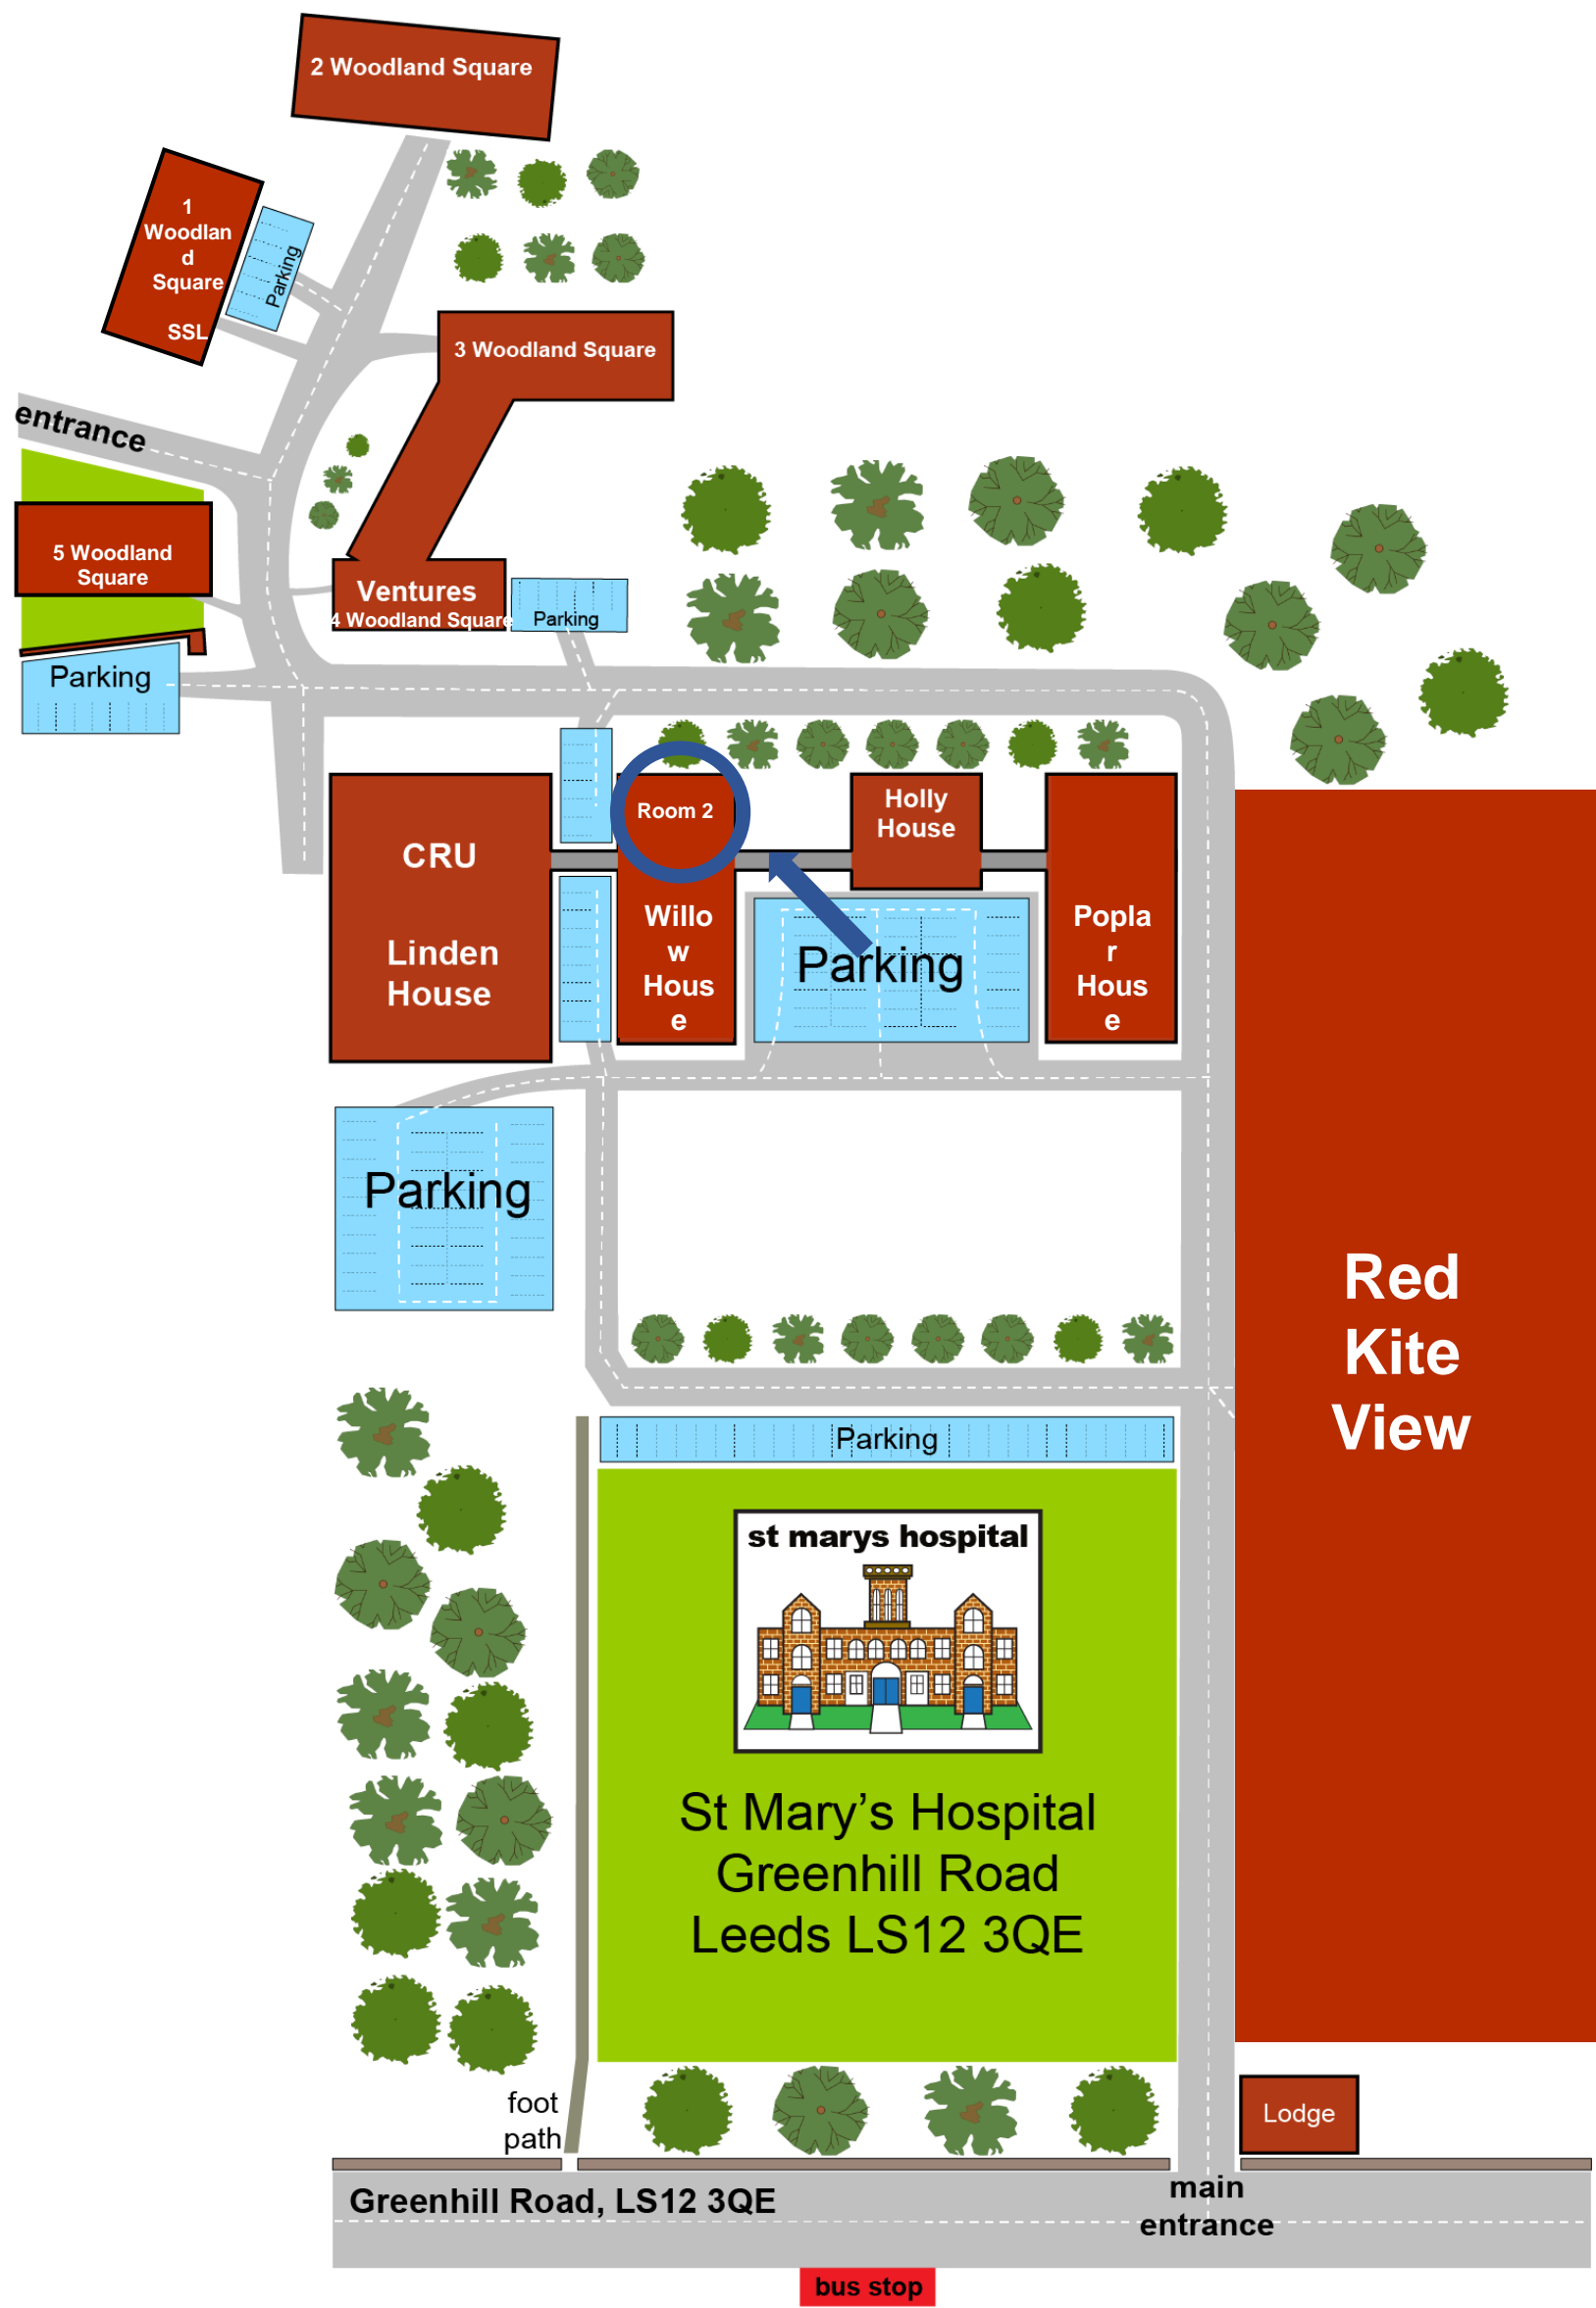 2 Woodland Square
1
Woodlan
d
Square
SSL
Parking
3 Woodland Square
entrance
5 Woodland
Square
Ventures
4 Woodland Square
Parking
Parking
CRU
Linden
House
Room 2
Willo
w
Hous
e
Holly
House
Parking
Popla
r
Hous
e
Parking
Red
Kite
View
Parking
st marys hospital
St Mary’s Hospital
Greenhill Road
Leeds LS12 3QE
foot
path
Lodge
Greenhill Road, LS12 3QE
main
entrance
bus stop